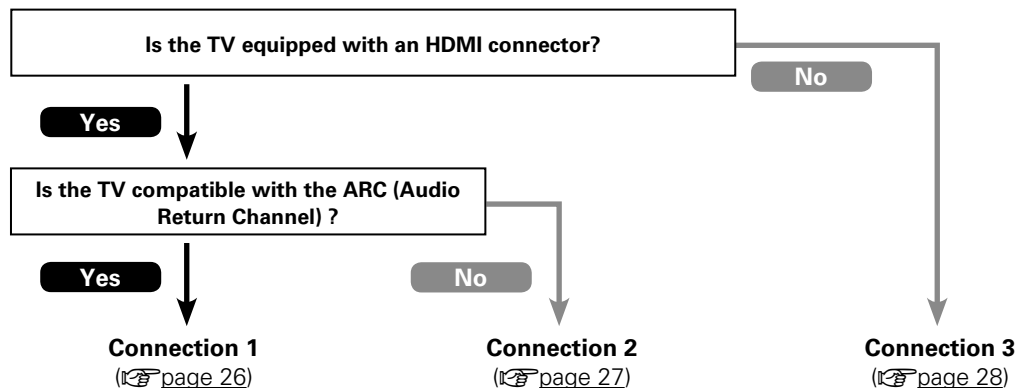 Is the TV equipped with an HDMI connector?
No
Yes
Is the TV compatible with the ARC (Audio
Return Channel) ?
Yes
No
Connection 1
(page 26)
Connection 2
(page 27)
Connection 3
(page 28)